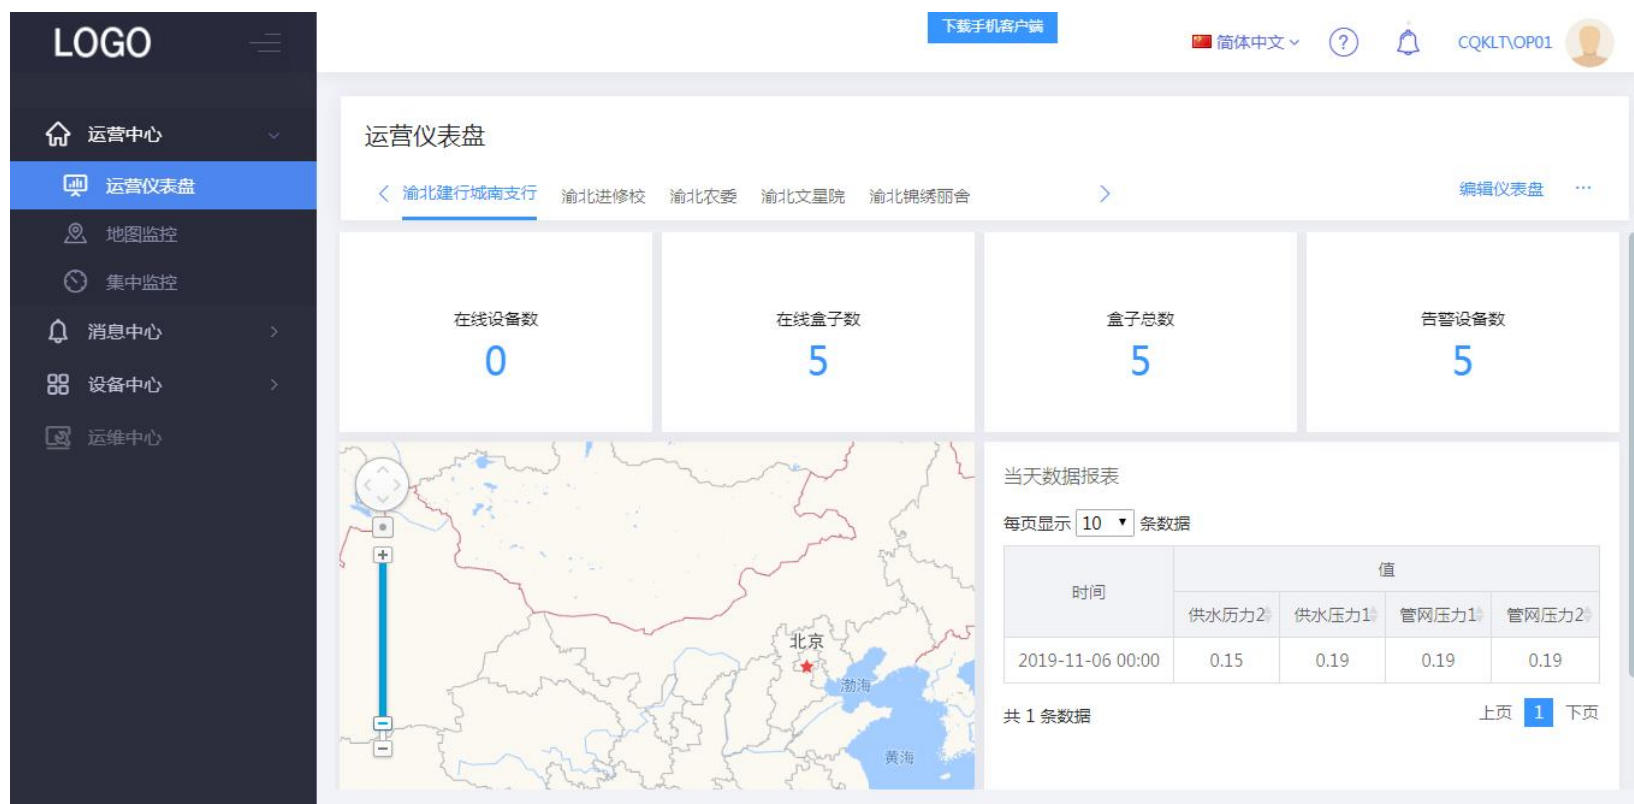 LOGO
下载手机客户端
简体中文
?
CQKLT\OP01
运营中心
运营仪表盘
地图监控
集中监控
消息中心
设备中心
运维中心
运营仪表盘
渝北建行城南支行 渝北进修校 渝北农委 渝北文星院 渝北锦绣丽舍
编辑仪表盘 ...
在线设备数
0
在线盒子数
5
盒子总数
5
告警设备数
5
北京
渤海
黄海
当天数据报表
每页显示 10 条数据
时间 值
供水历力2 供水压力1 管网压力1 管网压力2
2019-11-06 00:00 0.15 0.19 0.19 0.19
共 1 条数据
上页 1 下页